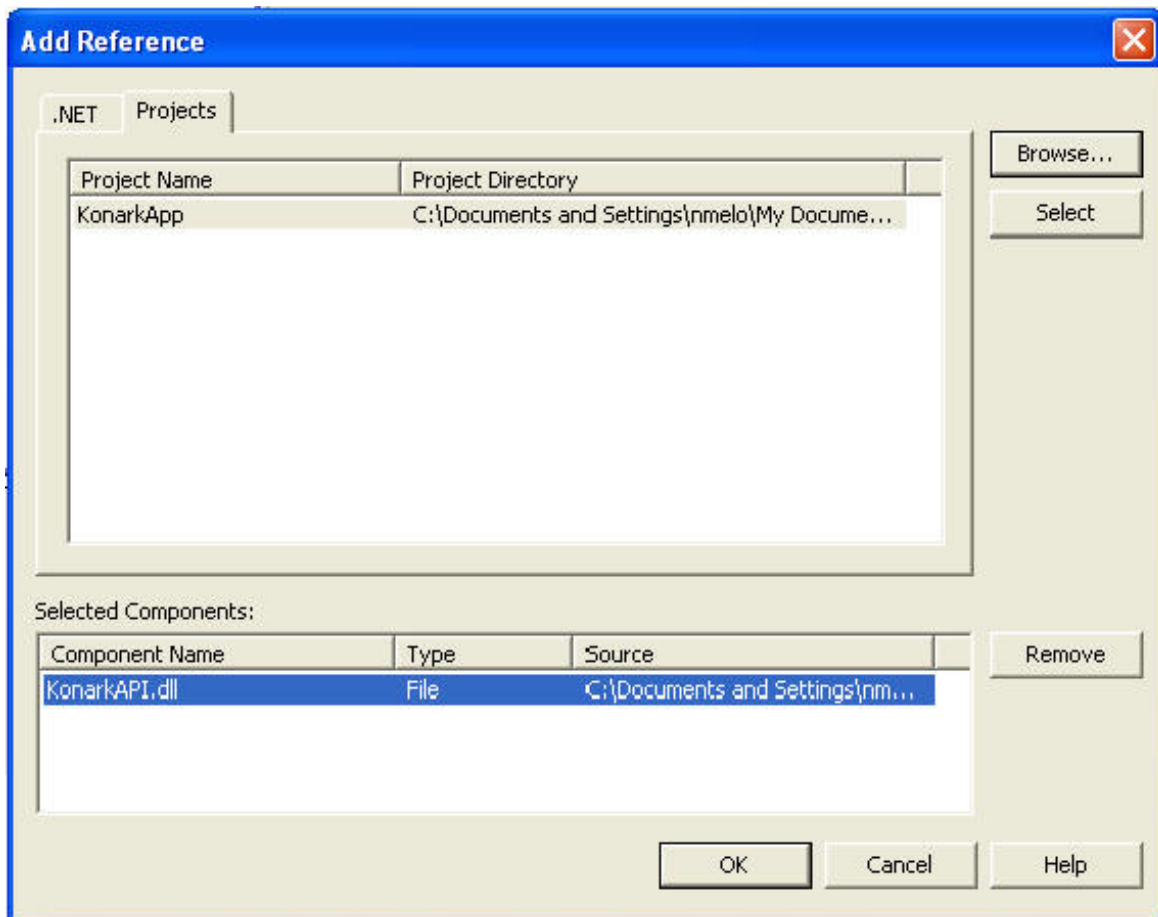 Add Reference
.NET Projects
Browse...
Project Name Project Directory
KonarkApp C:\Documents and Settings\nmelo\My Docume...
Select
Selected Components:
Component Name Type Source
Remove
KonarkAPI.dll File C:\Documents and Settings\nm...
OK Cancel Help